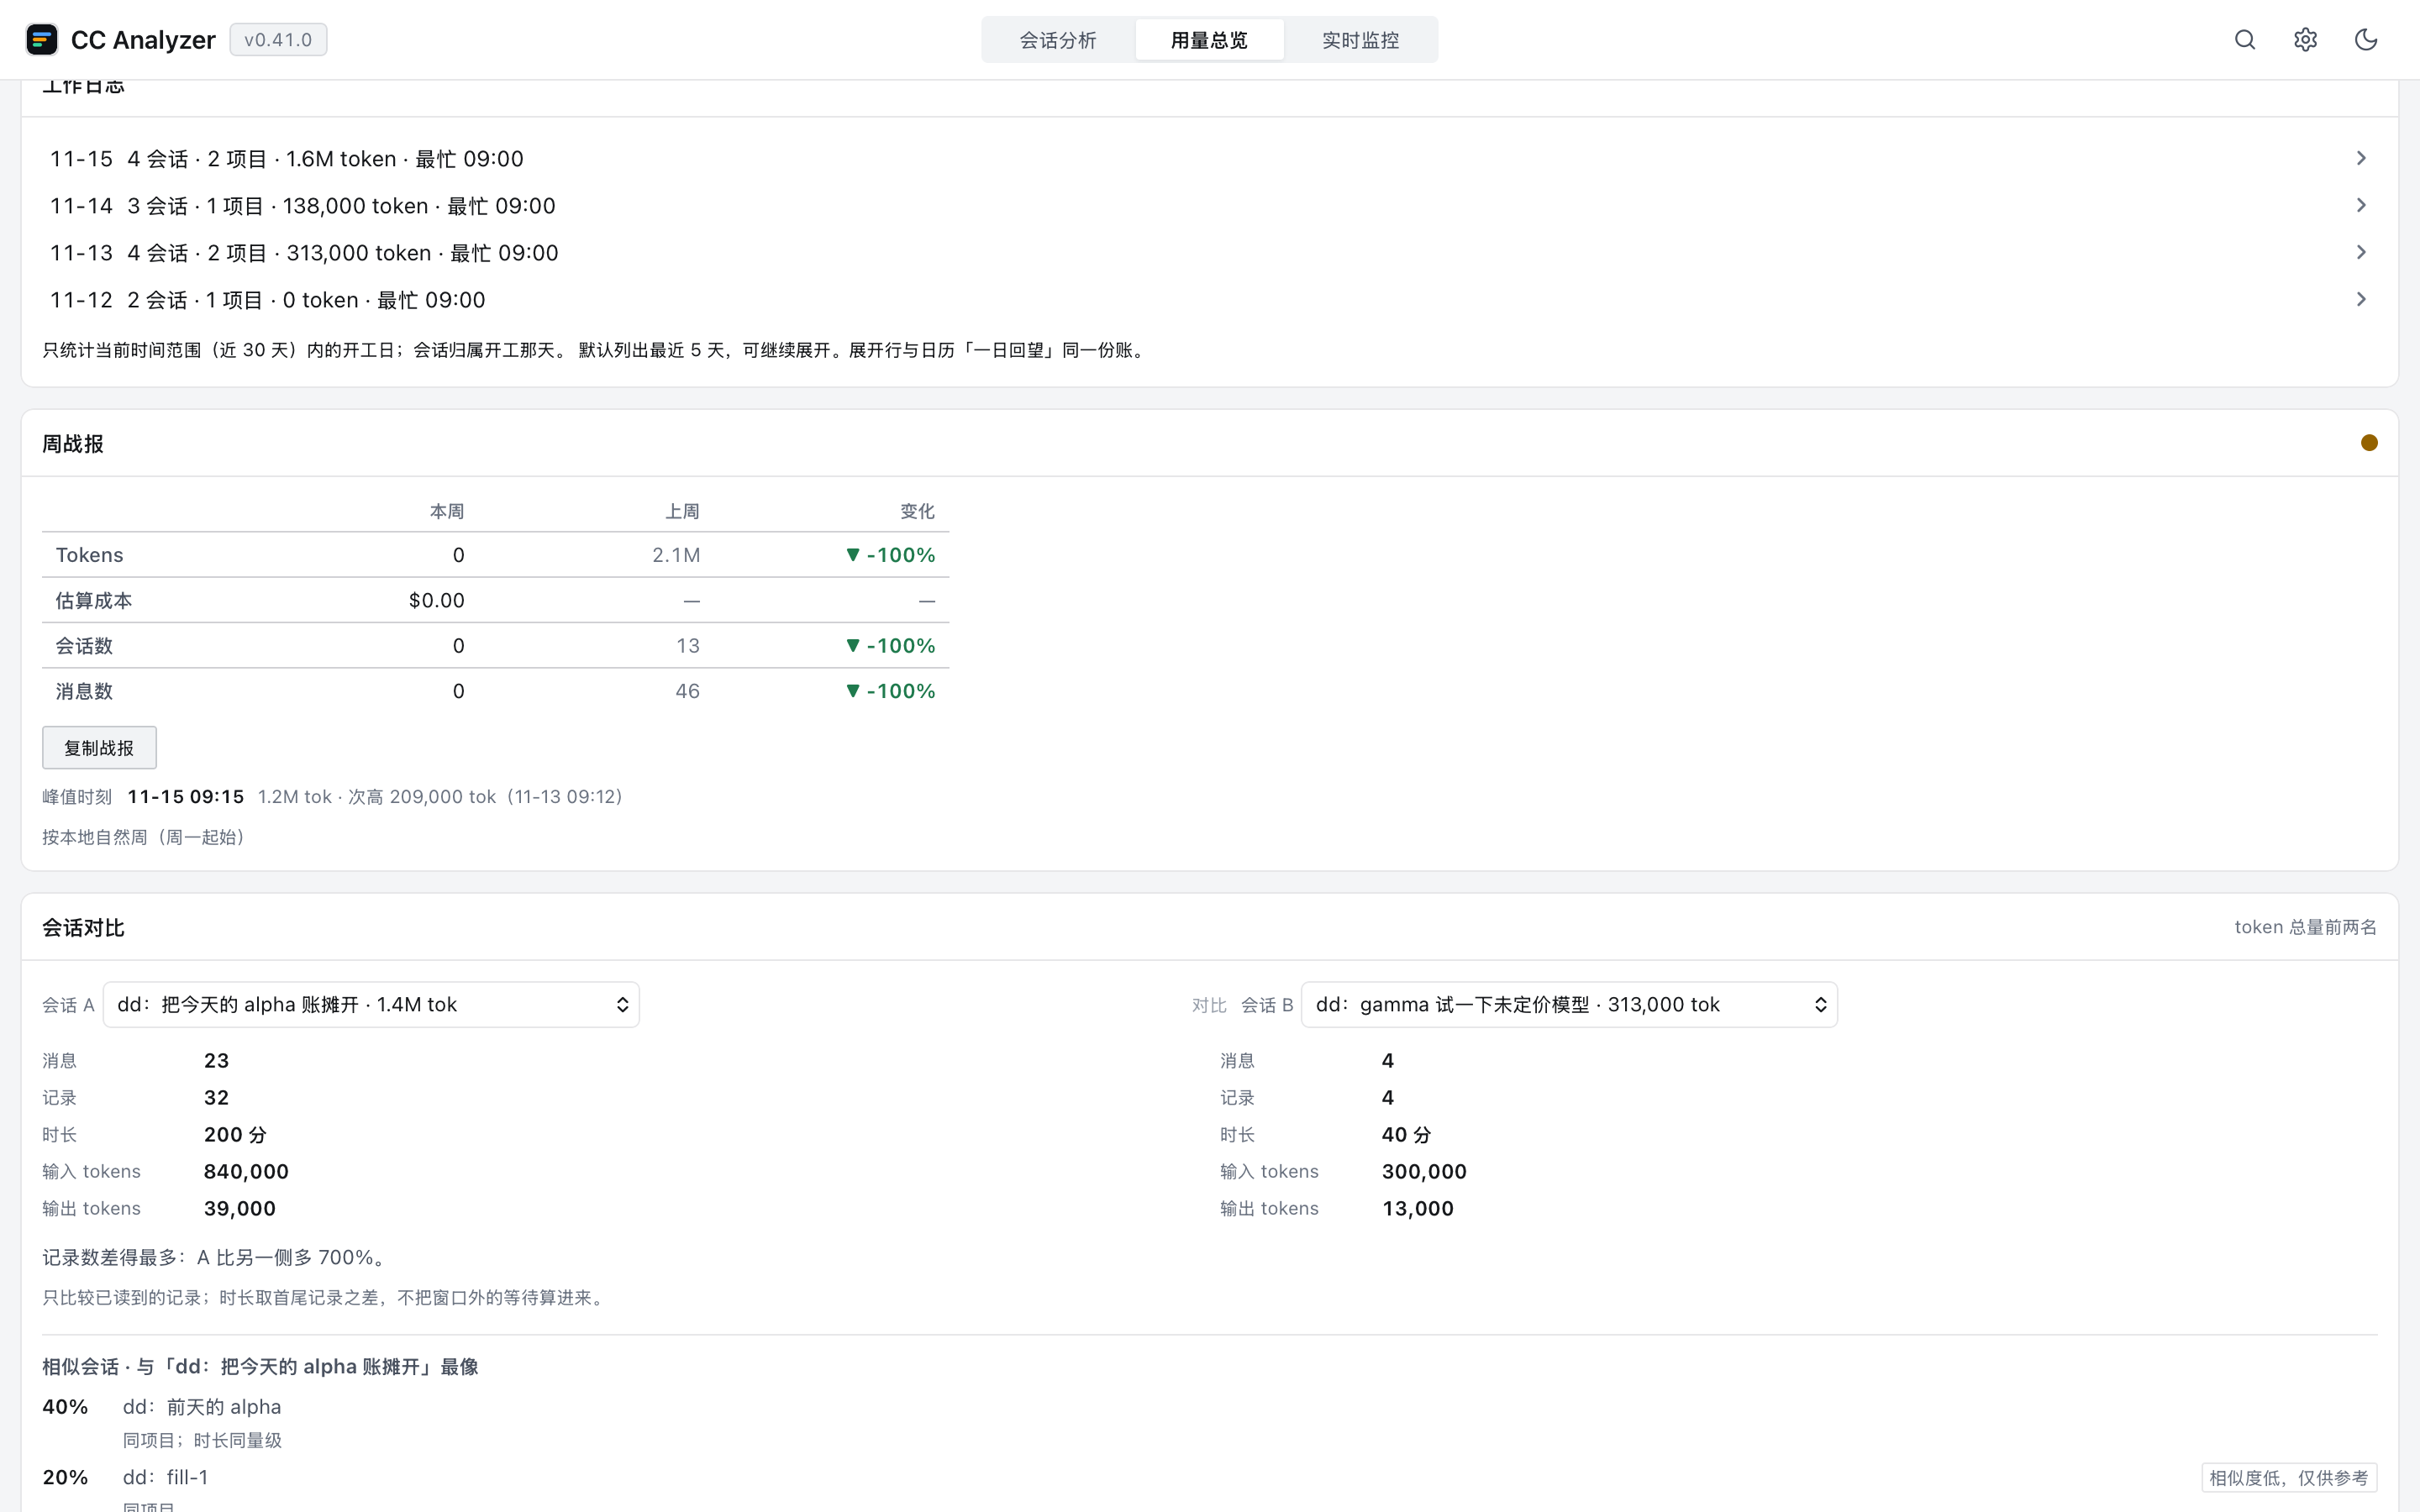 CC Analyzer v0.41.0 会话分析 用量总览 实时监控
工作日志
11-15 4 会话 · 2 项目 · 1.6M token · 最忙 09:00
11-14 3 会话 · 1 项目 · 138,000 token · 最忙 09:00
11-13 4 会话 · 2 项目 · 313,000 token · 最忙 09:00
11-12 2 会话 · 1 项目 · 0 token · 最忙 09:00
只统计当前时间范围（近 30 天）内的开工日；会话归属开工那天。 默认列出最近 5 天，可继续展开。展开行与日历「一日回望」同一份账。
周战报
本周 上周 变化
Tokens 0 2.1M ▼ -100%
估算成本 $0.00 — —
会话数 0 13 ▼ -100%
消息数 0 46 ▼ -100%
复制战报
峰值时刻 11-15 09:15 1.2M tok · 次高 209,000 tok（11-13 09:12）
按本地自然周（周一起始）
会话对比 token 总量前两名
会话 A dd：把今天的 alpha 账摊开 · 1.4M tok 对比 会话 B dd：gamma 试一下未定价模型 · 313,000 tok
消息 23 消息 4
记录 32 记录 4
时长 200 分 时长 40 分
输入 tokens 840,000 输入 tokens 300,000
输出 tokens 39,000 输出 tokens 13,000
记录数差得最多：A 比另一侧多 700%。
只比较已读到的记录；时长取首尾记录之差，不把窗口外的等待算进来。
相似会话 · 与「dd：把今天的 alpha 账摊开」最像
40% dd：前天的 alpha
同项目；时长同量级
20% dd：fill-1 相似度低，仅供参考
同项目